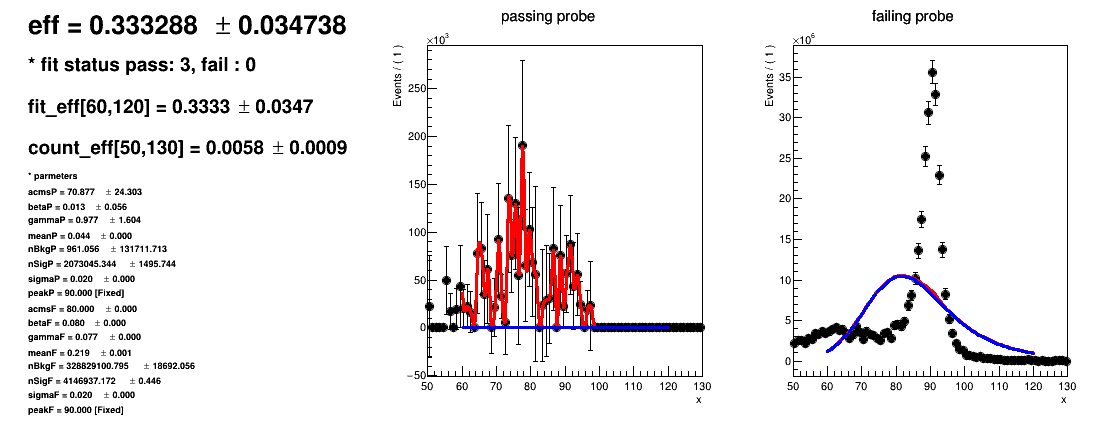 eff = 0.333288 ± 0.034738
* fit status pass: 3, fail : 0
fit_eff[60,120] = 0.3333 ± 0.0347
count_eff[50,130] = 0.0058 ± 0.0009
* parmeters
acmsP = 70.877 ± 24.303
betaP = 0.013 ± 0.056
gammaP = 0.977 ± 1.604
meanP = 0.044 ± 0.000
nBkgP = 961.056 ± 131711.713
nSigP = 2073045.344 ± 1495.744
sigmaP = 0.020 ± 0.000
peakP = 90.000 [Fixed]
acmsF = 80.000 ± 0.000
betaF = 0.080 ± 0.000
gammaF = 0.077 ± 0.000
meanF = 0.219 ± 0.001
nBkgF = 328829100.795 ± 18692.056
nSigF = 4146937.172 ± 0.446
sigmaF = 0.020 ± 0.000
peakF = 90.000 [Fixed]
passing probe
×10³
Events / ( 1 )
250
200
150
100
50
0
−50
50 60 70 80 90 100 110 120 130
x
failing probe
×10⁶
Events / ( 1 )
35
30
25
20
15
10
5
0
50 60 70 80 90 100 110 120 130
x